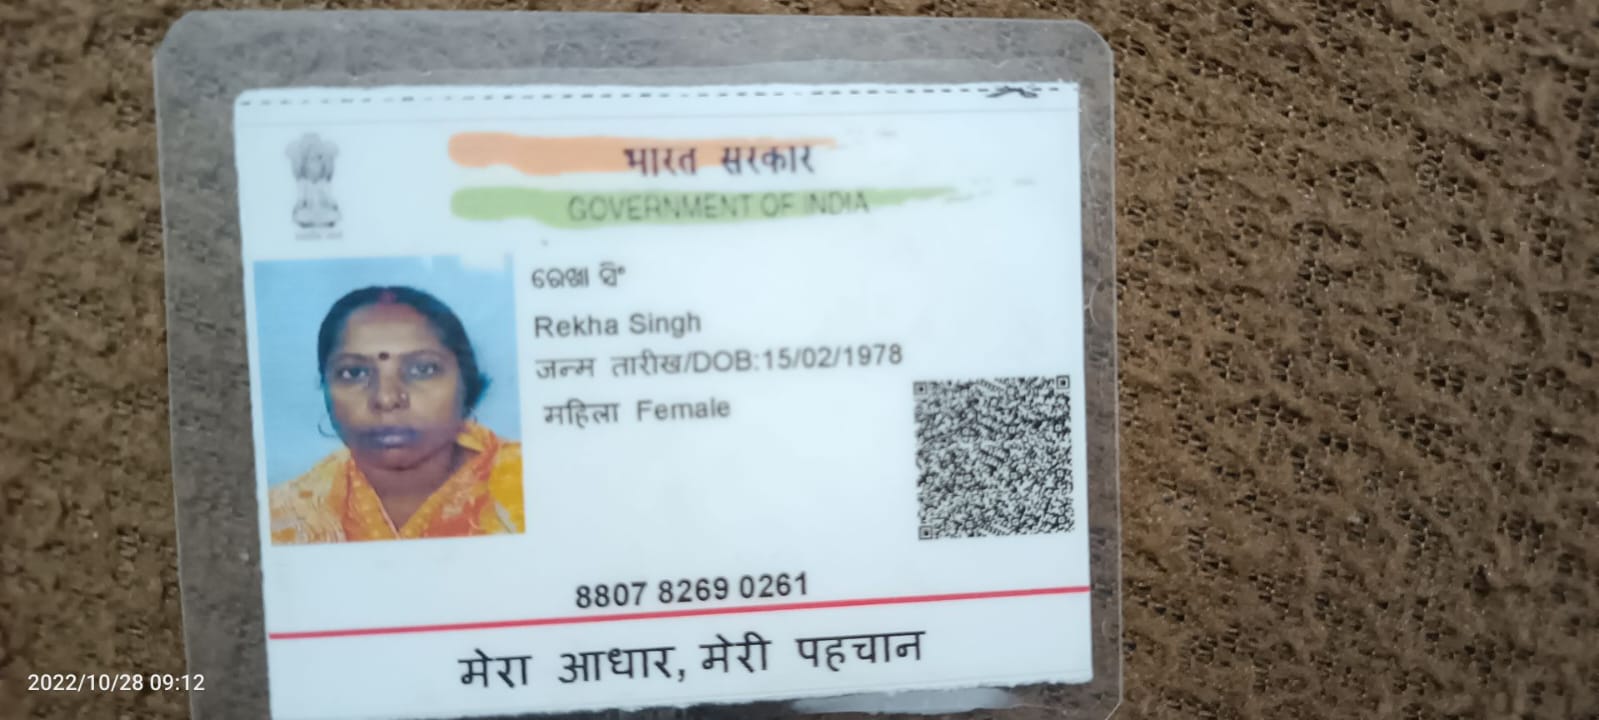 भारत सरकार
GOVERNMENT OF INDIA
ରେଖା ସିଂ
Rekha Singh
जन्म तारीख/DOB:15/02/1978
महिला Female
8807 8269 0261
मेरा आधार, मेरी पहचान
2022/10/28 09:12